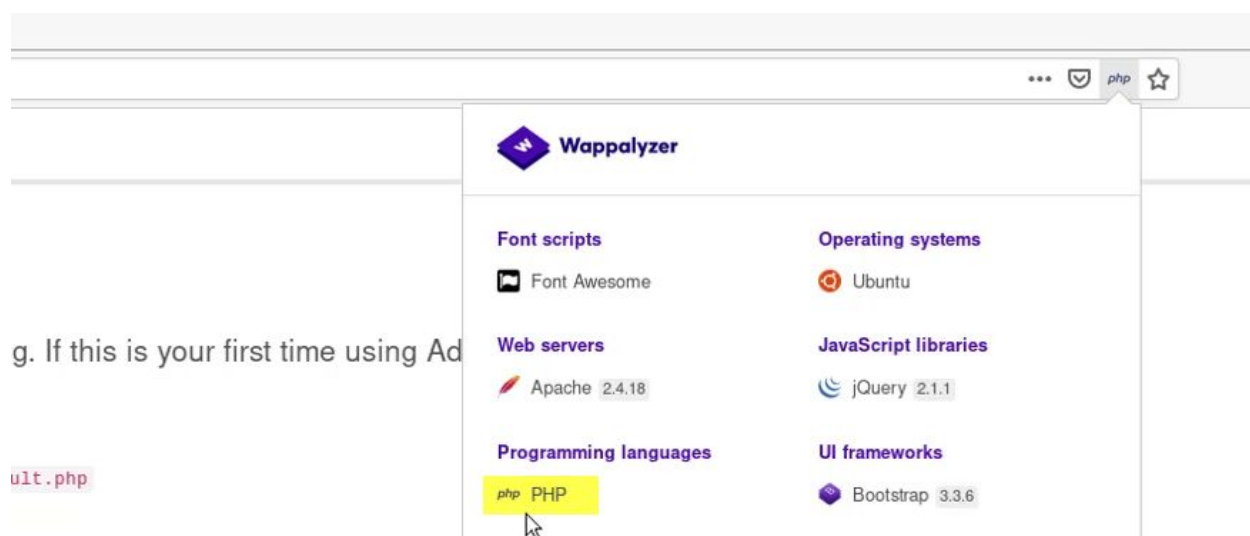 php
W Wappalyzer
Font scripts
Operating systems
Font Awesome
Ubuntu
g. If this is your first time using Ad
Web servers
JavaScript libraries
Apache 2.4.18
jQuery 2.1.1
Programming languages
UI frameworks
ult.php
php PHP
B Bootstrap 3.3.6